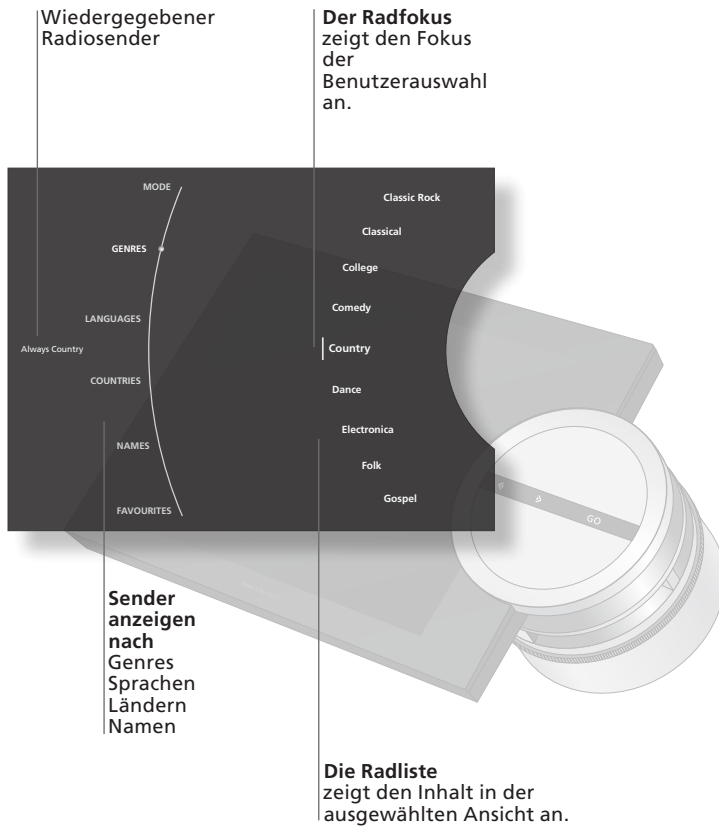 Wiedergegebener
Radiosender
Der Radfokus
zeigt den Fokus
der
Benutzerauswahl
an.
MODE
GENRES
LANGUAGES
Always Country
COUNTRIES
NAMES
FAVOURITES
Classic Rock
Classical
College
Comedy
Country
Dance
Electronica
Folk
Gospel
GO
Sender
anzeigen
nach
Genres
Sprachen
Ländern
Namen
Die Radliste
zeigt den Inhalt in der
ausgewählten Ansicht an.